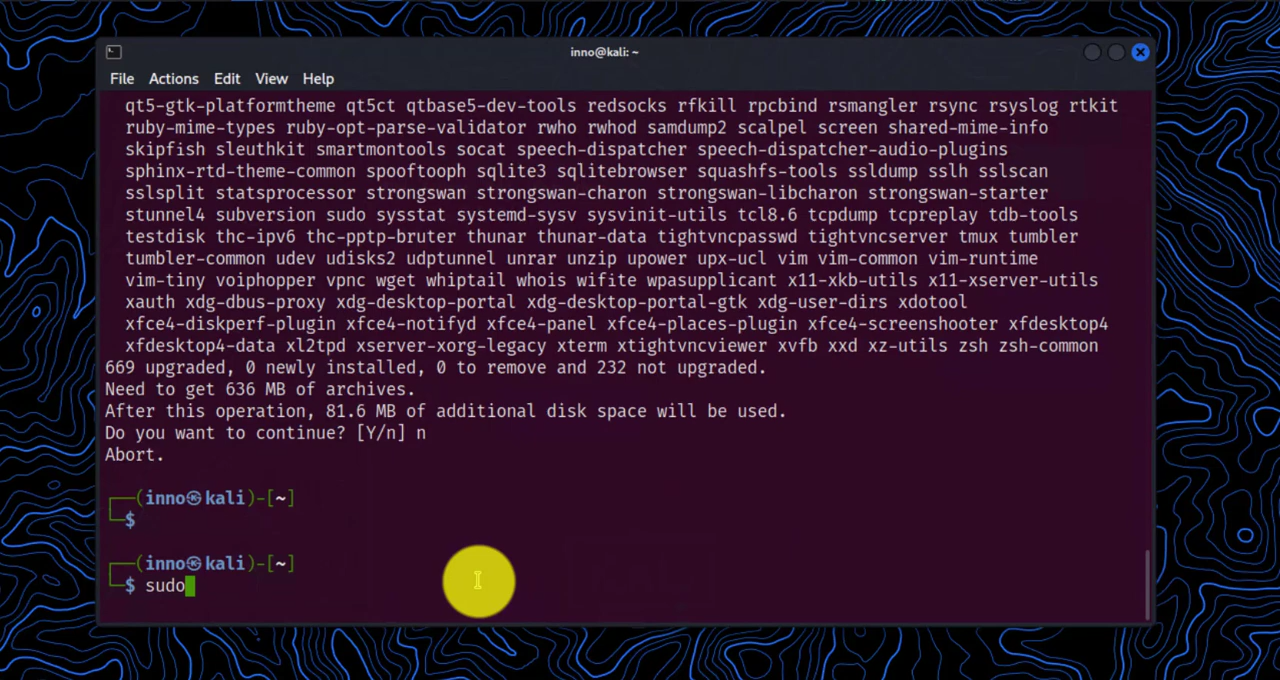 inno@kali: ~
File Actions Edit View Help
qt5-gtk-platformtheme qt5ct qtbase5-dev-tools redsocks rfkill rpcbind rsmangler rsync rsyslog rtkit
ruby-mime-types ruby-opt-parse-validator rwho rwhod samdump2 scalpel screen shared-mime-info
skipfish sleuthkit smartmontools socat speech-dispatcher speech-dispatcher-audio-plugins
sphinx-rtd-theme-common spooftooph sqlite3 sqlitebrowser squashfs-tools ssldump sslh sslscan
sslsplit statsprocessor strongswan strongswan-charon strongswan-libcharon strongswan-starter
stunnel4 subversion sudo sysstat systemd-sysv sysvinit-utils tcl8.6 tcpdump tcpreplay tdb-tools
testdisk thc-ipv6 thc-pptp-bruter thunar thunar-data tightvncpasswd tightvncserver tmux tumbler
tumbler-common udev udisks2 udptunnel unrar unzip upower upx-ucl vim vim-common vim-runtime
vim-tiny voiphopper vpnc wget whiptail whois wifite wpasupplicant x11-xkb-utils x11-xserver-utils
xauth xdg-dbus-proxy xdg-desktop-portal xdg-desktop-portal-gtk xdg-user-dirs xdotool
xfce4-diskperf-plugin xfce4-notifyd xfce4-panel xfce4-places-plugin xfce4-screenshooter xfdesktop4
xfdesktop4-data xl2tpd xserver-xorg-legacy xterm xtightvncviewer xvfb xxd xz-utils zsh zsh-common
669 upgraded, 0 newly installed, 0 to remove and 232 not upgraded.
Need to get 636 MB of archives.
After this operation, 81.6 MB of additional disk space will be used.
Do you want to continue? [Y/n] n
Abort.
┌──(inno㉿kali)-[~]
└─$
┌──(inno㉿kali)-[~]
└─$ sudo